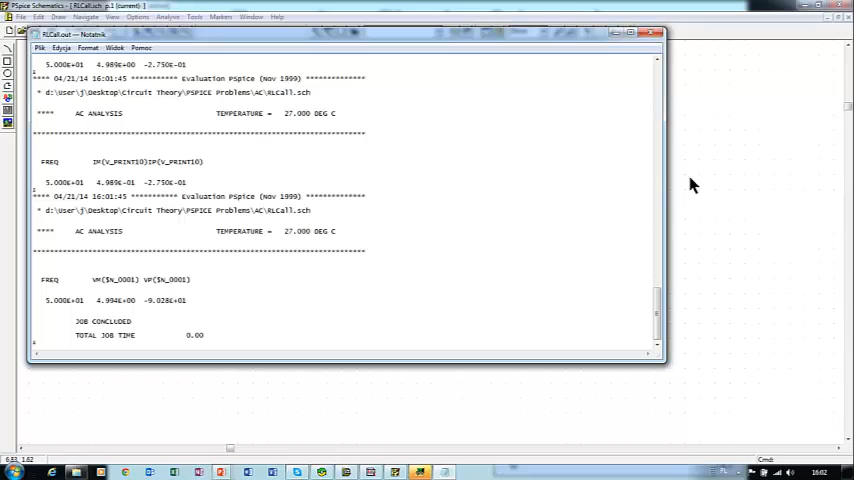 PSpice Schematics - [ RLCall.sch p.1 (current) ]
File Edit Draw Navigate View Options Analysis Tools Markers Window Help
RLCall.out — Notatnik
Plik Edycja Format Widok Pomoc
5.000E+01 4.989E+00 -2.750E-01
**** 04/21/14 16:01:45 *********** Evaluation PSpice (Nov 1999) **************
* d:\User\j\Desktop\Circuit Theory\PSPICE Problems\AC\RLCall.sch
**** AC ANALYSIS TEMPERATURE = 27.000 DEG C
******************************************************************************
FREQ IM(V_PRINT10)IP(V_PRINT10)
5.000E+01 4.989E-01 -2.750E-01
**** 04/21/14 16:01:45 *********** Evaluation PSpice (Nov 1999) **************
* d:\User\j\Desktop\Circuit Theory\PSPICE Problems\AC\RLCall.sch
**** AC ANALYSIS TEMPERATURE = 27.000 DEG C
******************************************************************************
FREQ VM($N_0001) VP($N_0001)
5.000E+01 4.994E+00 -9.028E+01
JOB CONCLUDED
TOTAL JOB TIME 0.00
6.83, 1.62 Cmd:
PL 16:02